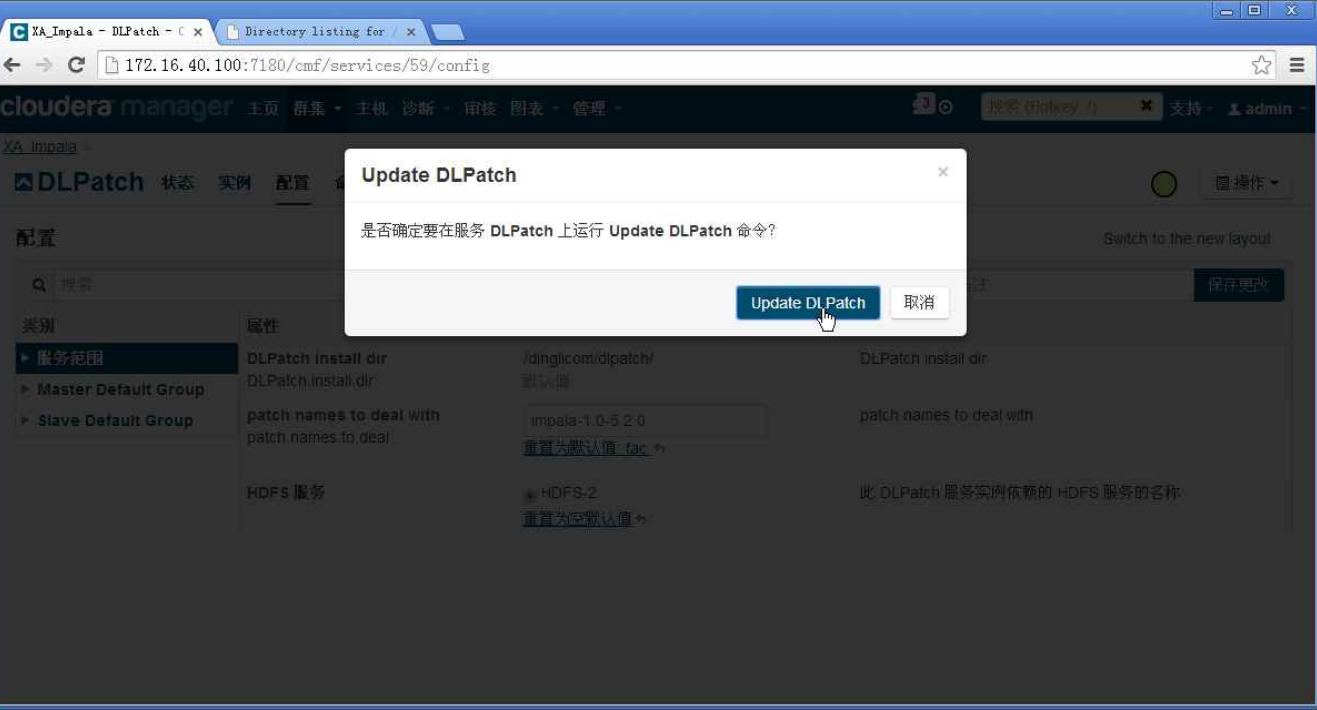 XA_Impala - DLPatch - C
Directory listing for /
172.16.40.100:7180/cmf/services/59/config
cloudera manager 主页 群集 主机 诊断 审核 图表 管理
搜索 (Hotkey: /) 支持 admin
XA_Impala
DLPatch 状态 实例 配置
操作
Update DLPatch ×
是否确定要在服务 DLPatch 上运行 Update DLPatch 命令?
Update DLPatch 取消
配置
Switch to the new layout
搜索
保存更改
类别 属性
服务范围
Master Default Group
Slave Default Group
DLPatch install dir /dinglicom/dlpatch/ DLPatch install dir
DLPatch install dir 默认值
patch names to deal with impala-1.0-5.2.0 patch names to deal with
patch names to deal 重置为默认值: fac
HDFS 服务 HDFS-2 此 DLPatch 服务实例依赖的 HDFS 服务的名称
重置为空默认值